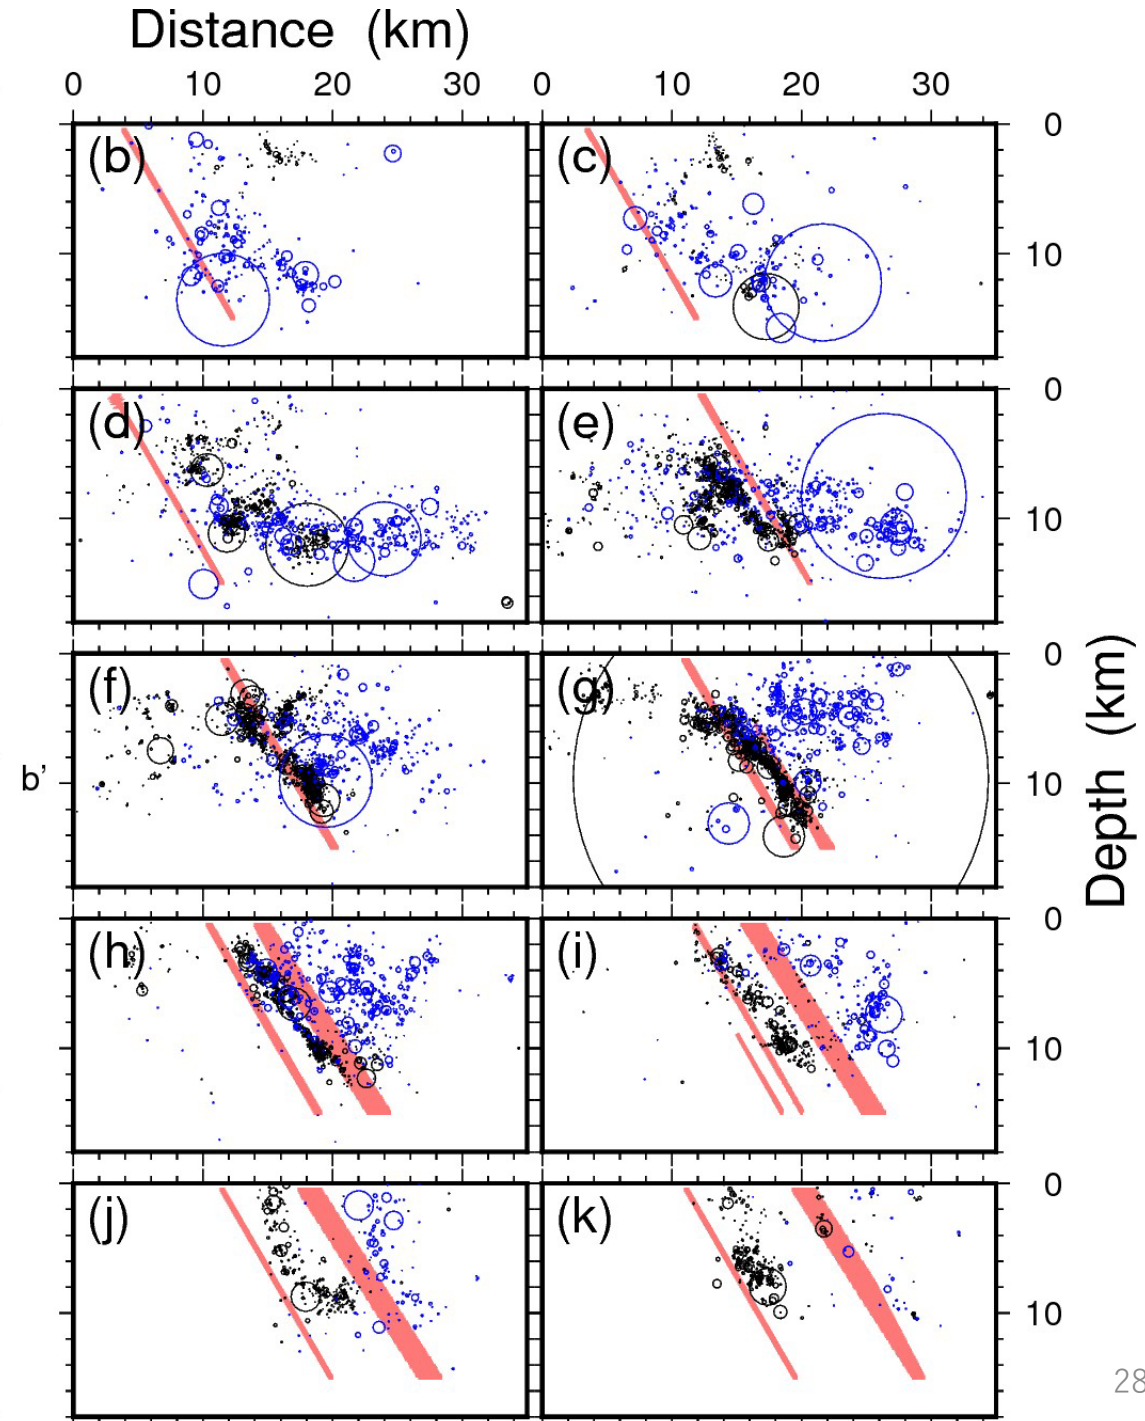 Distance (km)
0 10 20 30 0 10 20 30
(b) (c) 0
10
(d) (e) 0
10
(f) (g) 0
b' 10
Depth (km)
(h) (i) 0
10
(j) (k) 0
10
28